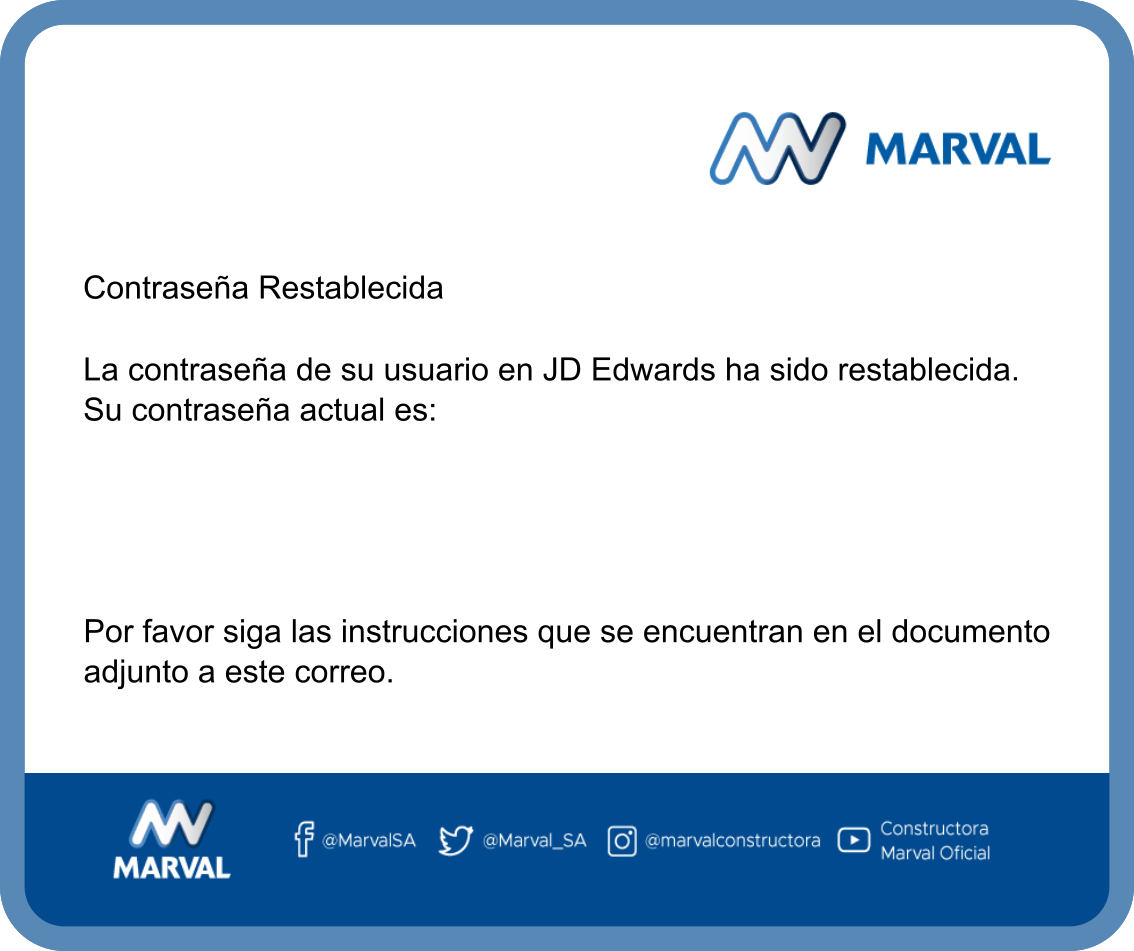 MARVAL
Contraseña Restablecida
La contraseña de su usuario en JD Edwards ha sido restablecida.
Su contraseña actual es:
Por favor siga las instrucciones que se encuentran en el documento
adjunto a este correo.
MARVAL
@MarvalSA
@Marval_SA
@marvalconstructora
Constructora
Marval Oficial